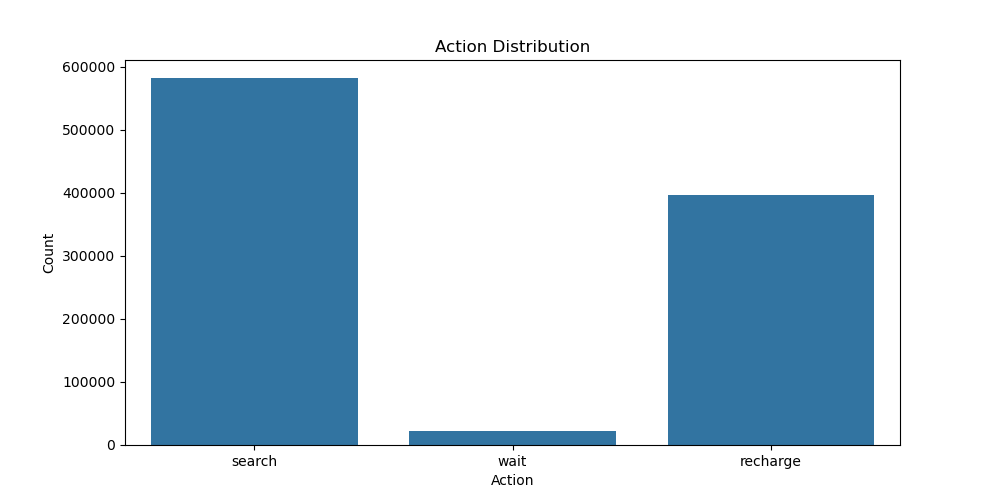 Action Distribution
600000
500000
400000
300000
200000
100000
0
Count
search
wait
recharge
Action